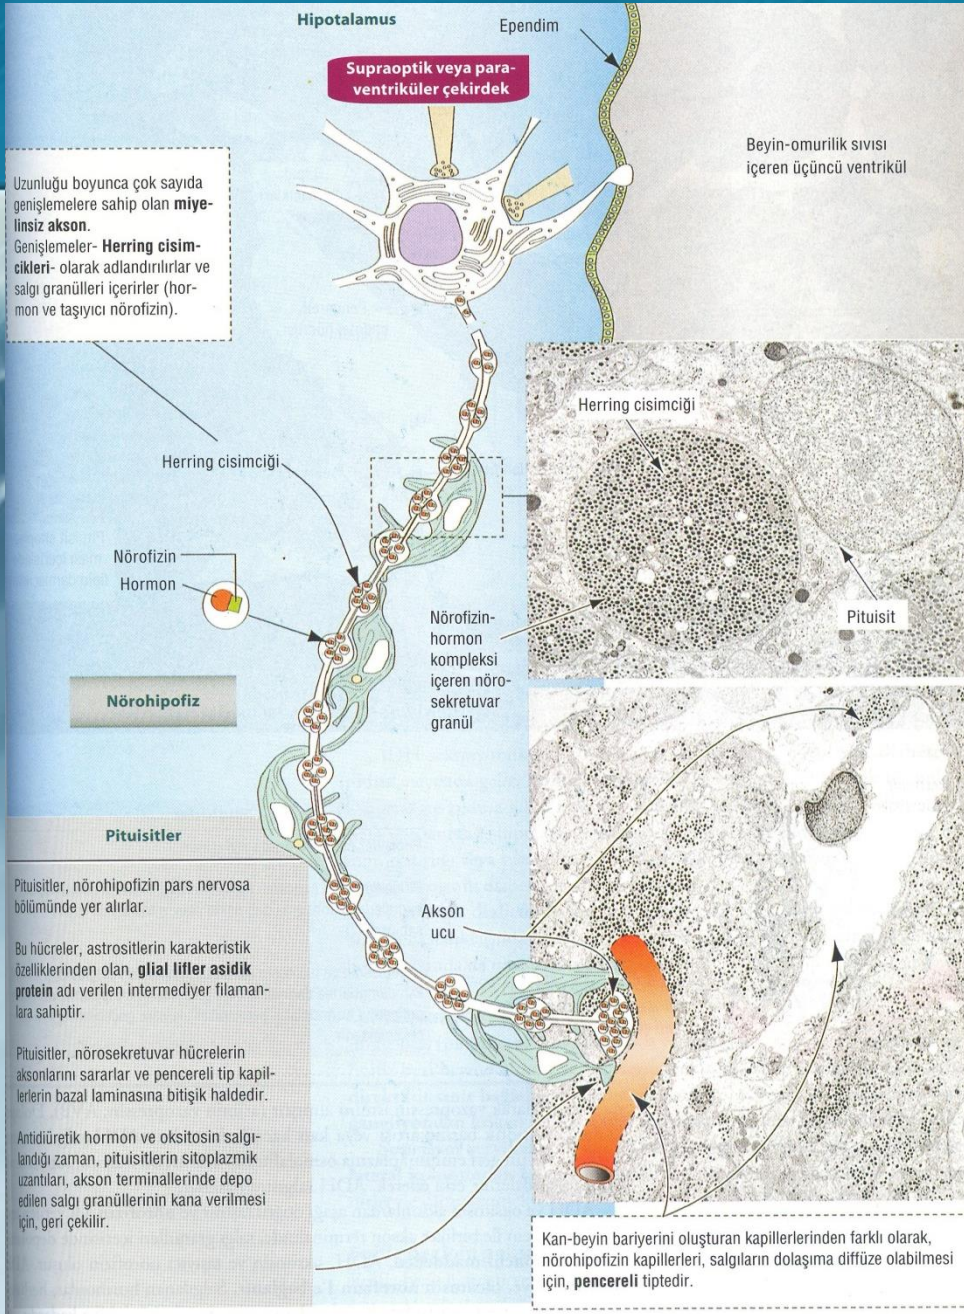 Hipotalamus
Ependim
Supraoptik veya para-
ventriküler çekirdek
Beyin-omurilik sıvısı
içeren üçüncü ventrikül
Uzunluğu boyunca çok sayıda
genişlemelere sahip olan miye-
linsiz akson.
Genişlemeler- Herring cisim-
cikleri- olarak adlandırılırlar ve
salgı granülleri içerirler (hor-
mon ve taşıyıcı nörofizin).
Herring cisimciği
Herring cisimciği
Nörofizin
Hormon
Nörofizin-
hormon
kompleksi
içeren nöro-
sekretuvar
granül
Pituisit
Nörohipofiz
Pituisitler
Pituisitler, nörohipofizin pars nervosa
bölümünde yer alırlar.
Bu hücreler, astrositlerin karakteristik
özelliklerinden olan, glial lifler asidik
protein adı verilen intermediyer filaman-
lara sahiptir.
Pituisitler, nörosekretuvar hücrelerin
aksonlarını sararlar ve pencereli tip kapil-
lerlerin bazal laminasına bitişik haldedir.
Antidiüretik hormon ve oksitosin salgı-
landığı zaman, pituisitlerin sitoplazmik
uzantıları, akson terminallerinde depo
edilen salgı granüllerinin kana verilmesi
için, geri çekilir.
Akson
ucu
Kan-beyin bariyerini oluşturan kapillerlerinden farklı olarak,
nörohipofizin kapillerleri, salgıların dolaşıma diffüze olabilmesi
için, pencereli tiptedir.